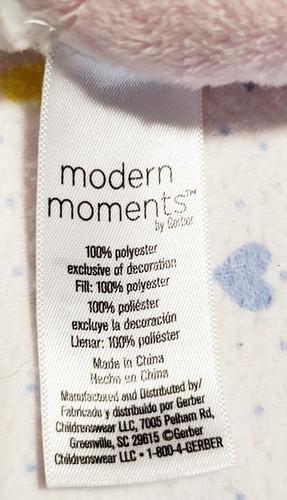 modern
moments™
by Gerber
100% polyester
exclusive of decoration
Fill: 100% polyester
100% poliéster
excluye la decoración
Llenar: 100% poliéster
Made in China
Hecho en China
Manufactured and Distributed by/
Fabricado y distribuido por Gerber
Childrenswear LLC, 7005 Pelham Rd,
Greenville, SC 29615 ©Gerber
Childrenswear LLC • 1-800-4-GERBER